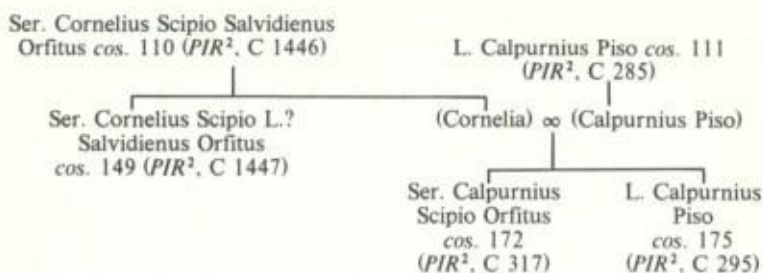 Ser. Cornelius Scipio Salvidienus
Orfitus cos. 110 (PIR², C 1446)
L. Calpurnius Piso cos. 111
(PIR², C 285)
Ser. Cornelius Scipio L.?
Salvidienus Orfitus
cos. 149 (PIR², C 1447)
(Cornelia) ∞ (Calpurnius Piso)
Ser. Calpurnius
Scipio Orfitus
cos. 172
(PIR², C 317)
L. Calpurnius
Piso
cos. 175
(PIR², C 295)